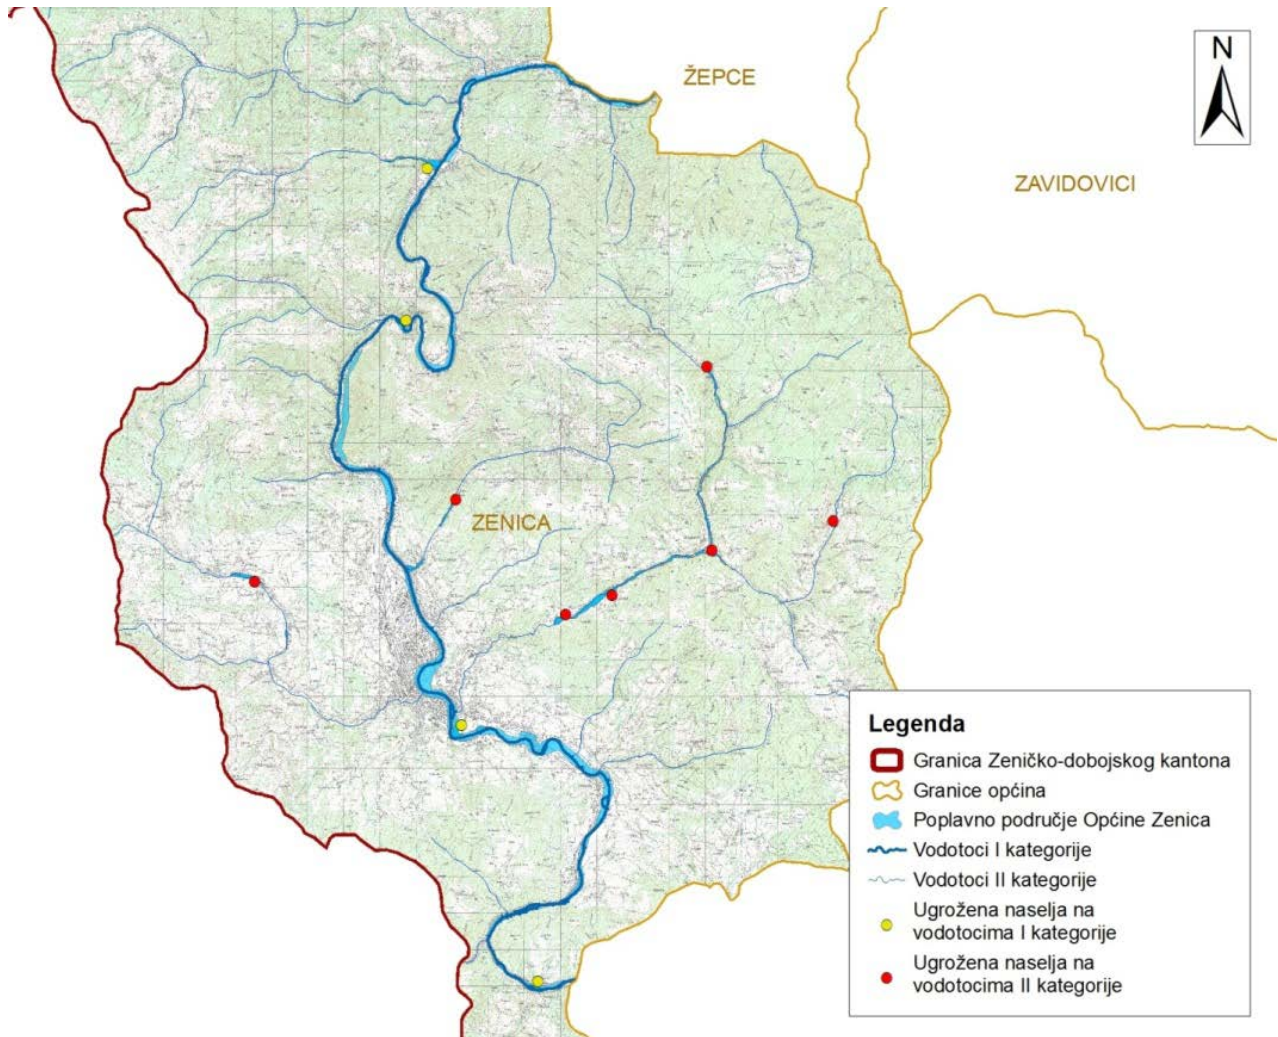 N
ŽEPCE
ZAVIDOVICI
ZENICA
Legenda
Granica Zeničko-dobojskog kantona
Granice općina
Poplavno područje Općine Zenica
Vodotoci I kategorije
Vodotoci II kategorije
Ugrožena naselja na
vodotocima I kategorije
Ugrožena naselja na
vodotocima II kategorije